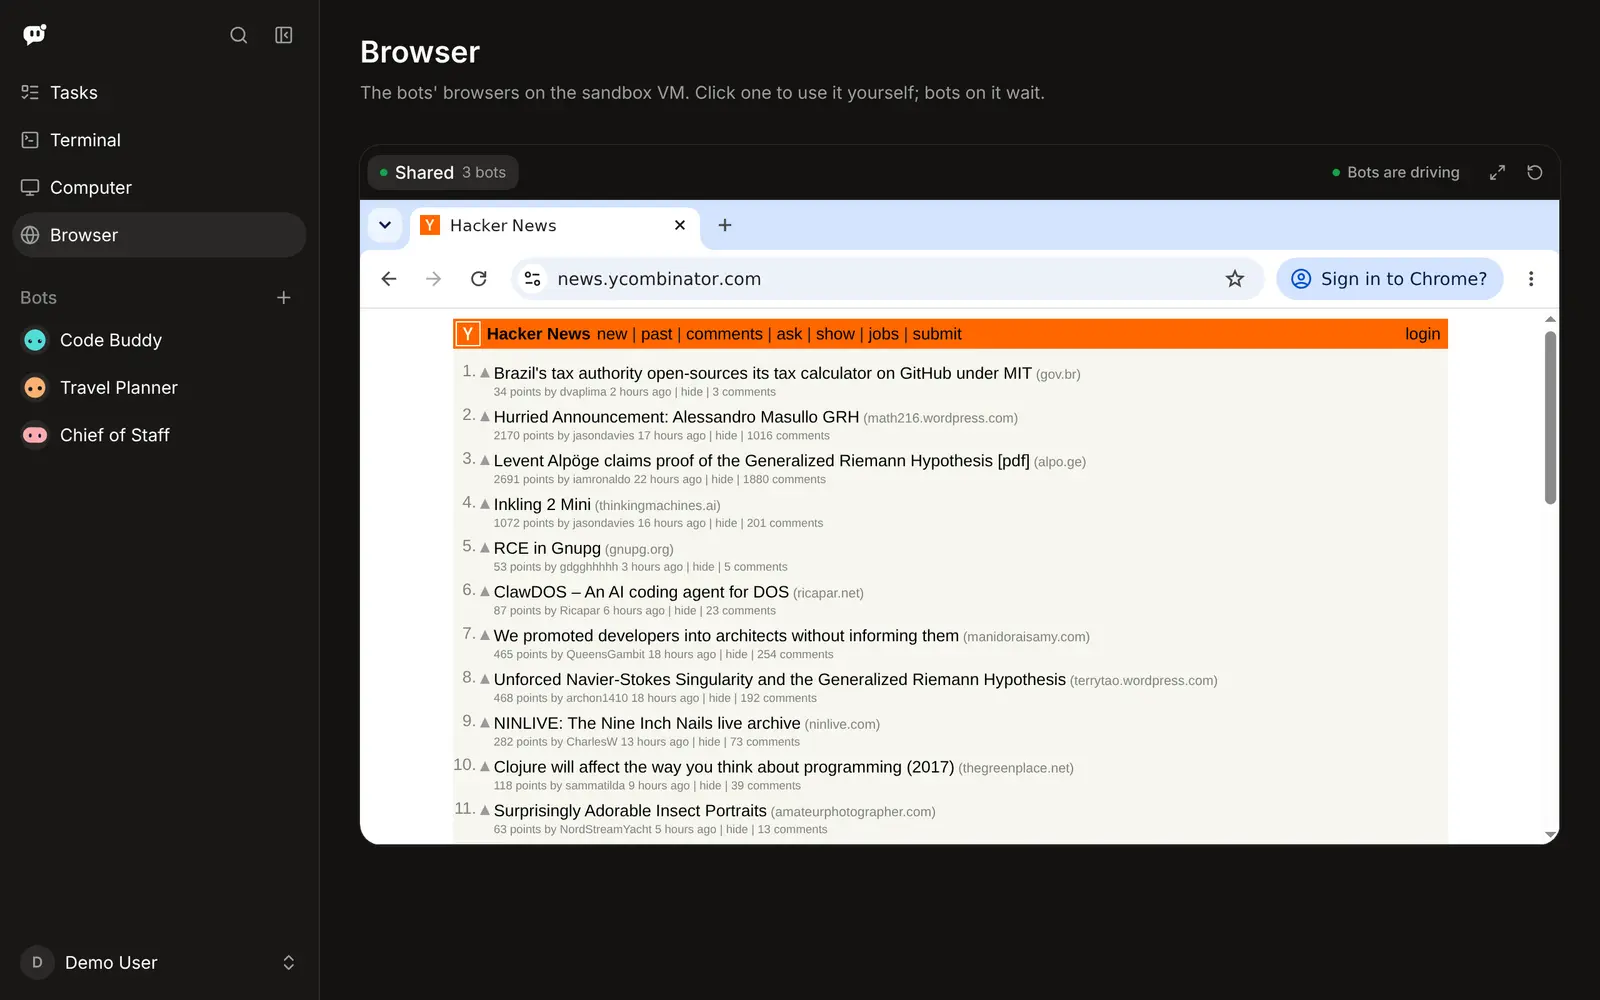 Tasks
Terminal
Computer
Browser
Bots
Code Buddy
Travel Planner
Chief of Staff
D Demo User
Browser
The bots' browsers on the sandbox VM. Click one to use it yourself; bots on it wait.
Shared 3 bots
Bots are driving
Y Hacker News
news.ycombinator.com
Sign in to Chrome?
Y Hacker News new | past | comments | ask | show | jobs | submit login
1. Brazil's tax authority open-sources its tax calculator on GitHub under MIT (gov.br)
34 points by dvaplima 2 hours ago | hide | 3 comments
2. Hurried Announcement: Alessandro Masullo GRH (math216.wordpress.com)
2170 points by jasondavies 17 hours ago | hide | 1016 comments
3. Levent Alpöge claims proof of the Generalized Riemann Hypothesis [pdf] (alpo.ge)
2691 points by iamronaldo 22 hours ago | hide | 1880 comments
4. Inkling 2 Mini (thinkingmachines.ai)
1072 points by jasondavies 16 hours ago | hide | 201 comments
5. RCE in Gnupg (gnupg.org)
53 points by gdgghhhhh 3 hours ago | hide | 5 comments
6. ClawDOS – An AI coding agent for DOS (ricapar.net)
87 points by Ricapar 6 hours ago | hide | 23 comments
7. We promoted developers into architects without informing them (manidoraisamy.com)
465 points by QueensGambit 18 hours ago | hide | 254 comments
8. Unforced Navier-Stokes Singularity and the Generalized Riemann Hypothesis (terrytao.wordpress.com)
468 points by archon1410 18 hours ago | hide | 192 comments
9. NINLIVE: The Nine Inch Nails live archive (ninlive.com)
282 points by CharlesW 13 hours ago | hide | 73 comments
10. Clojure will affect the way you think about programming (2017) (thegreenplace.net)
118 points by sammatilda 9 hours ago | hide | 39 comments
11. Surprisingly Adorable Insect Portraits (amateurphotographer.com)
63 points by NordStreamYacht 5 hours ago | hide | 13 comments